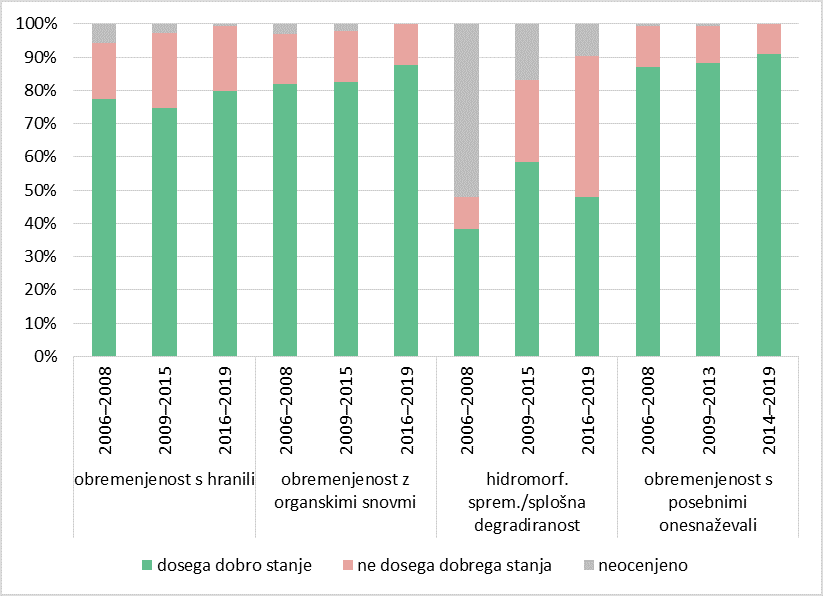 100%
90%
80%
70%
60%
50%
40%
30%
20%
10%
0%
2006–2008
2009–2015
2016–2019
2006–2008
2009–2015
2016–2019
2006–2008
2009–2015
2016–2019
2006–2008
2009–2013
2014–2019
obremenjenost s hranili
obremenjenost z
organskimi snovmi
hidromorf.
sprem./splošna
degradiranost
obremenjenost s
posebnimi
onesnaževali
dosega dobro stanje
ne dosega dobrega stanja
neocenjeno